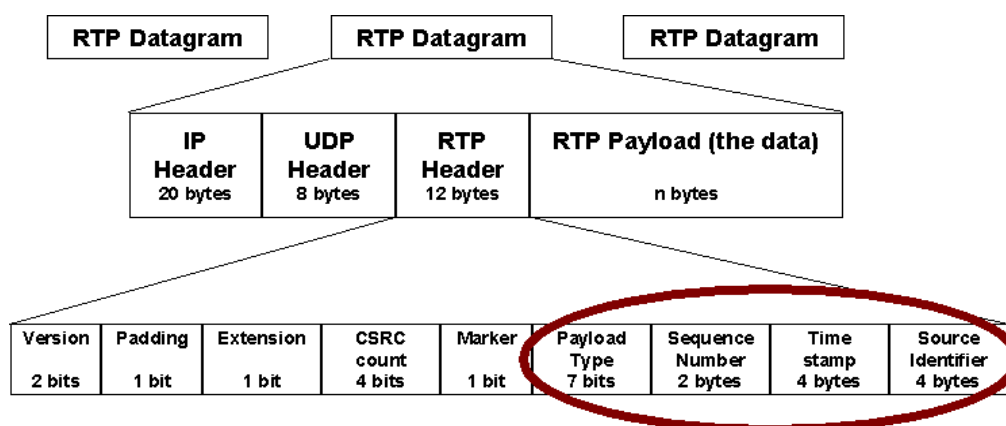 RTP Datagram
RTP Datagram
RTP Datagram
IP
Header
20 bytes
UDP
Header
8 bytes
RTP
Header
12 bytes
RTP Payload (the data)
n bytes
Version
2 bits
Padding
1 bit
Extension
1 bit
CSRC
count
4 bits
Marker
1 bit
Payload
Type
7 bits
Sequence
Number
2 bytes
Time
stamp
4 bytes
Source
Identifier
4 bytes